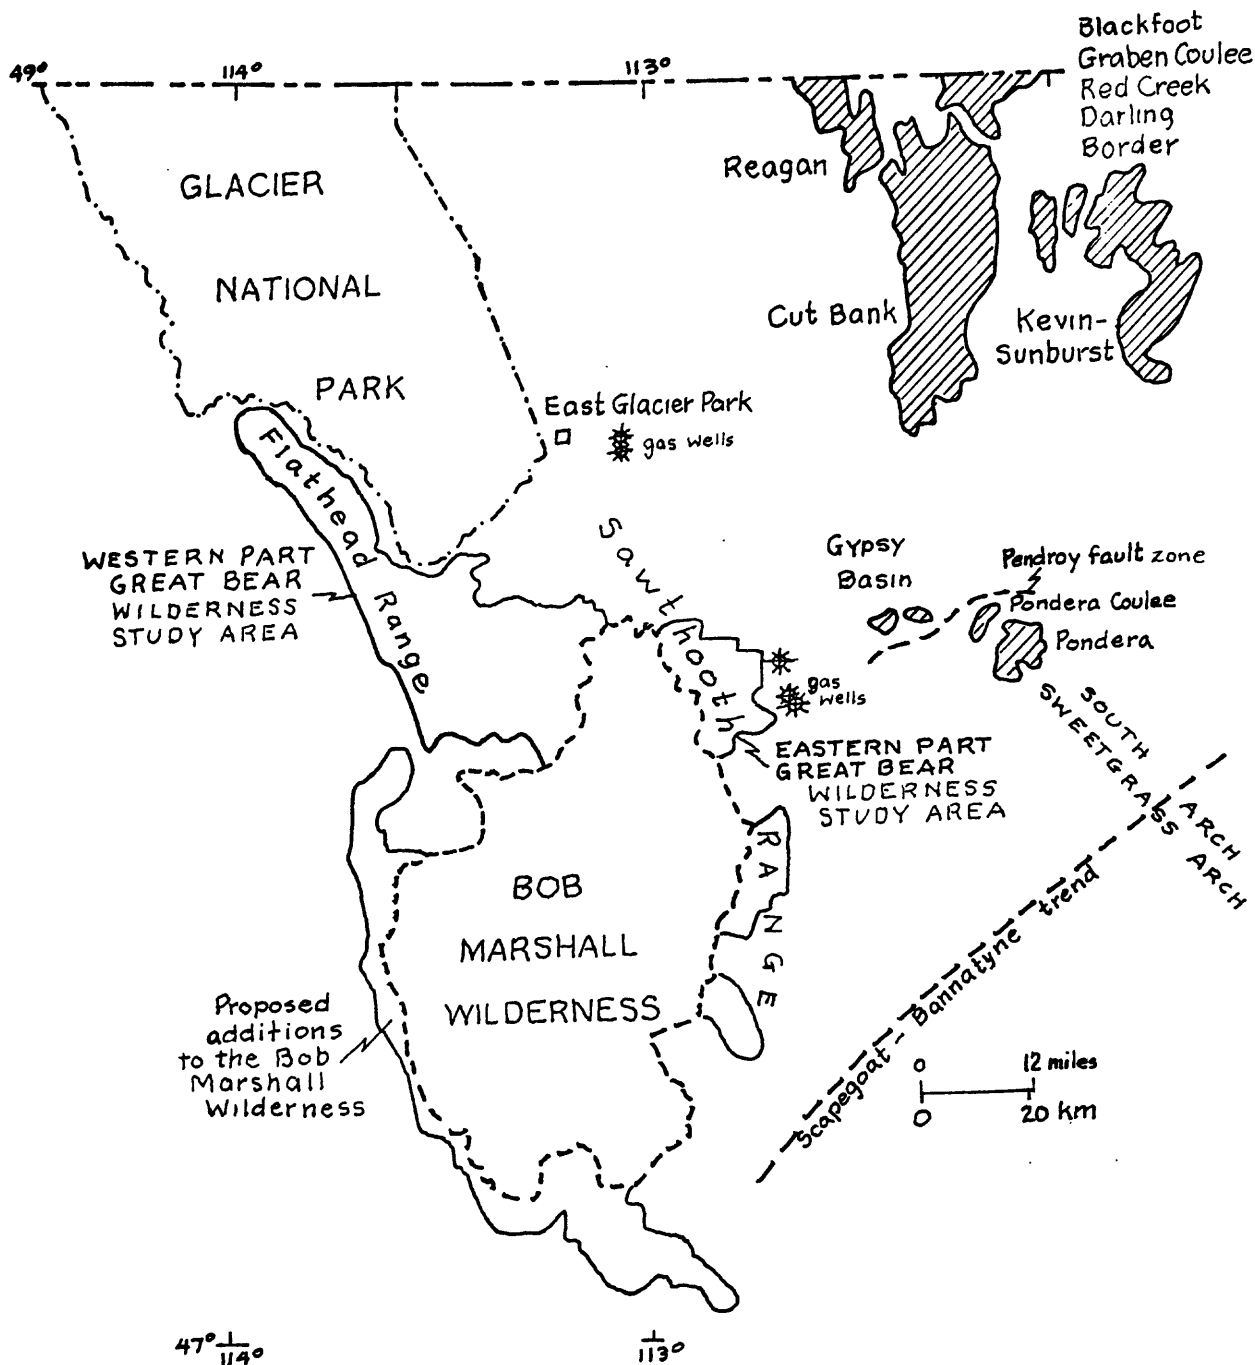 49°
114°
113°
Blackfoot
Graben Coulee
Red Creek
Darling
Border
GLACIER
NATIONAL
PARK
Reagan
Cut Bank
Kevin-
Sunburst
East Glacier Park
gas wells
Flathead Range
WESTERN PART
GREAT BEAR
WILDERNESS
STUDY AREA
Sawthooth
RANGE
Gypsy
Basin
Pendroy fault zone
Pondera Coulee
Pondera
gas
wells
EASTERN PART
GREAT BEAR
WILDERNESS
STUDY AREA
SOUTH ARCH
SWEETGRASS ARCH
BOB
MARSHALL
WILDERNESS
Proposed
additions
to the Bob
Marshall
Wilderness
Scapegoat - Bannatyne trend
0 12 miles
0 20 km
47°
114°
113°